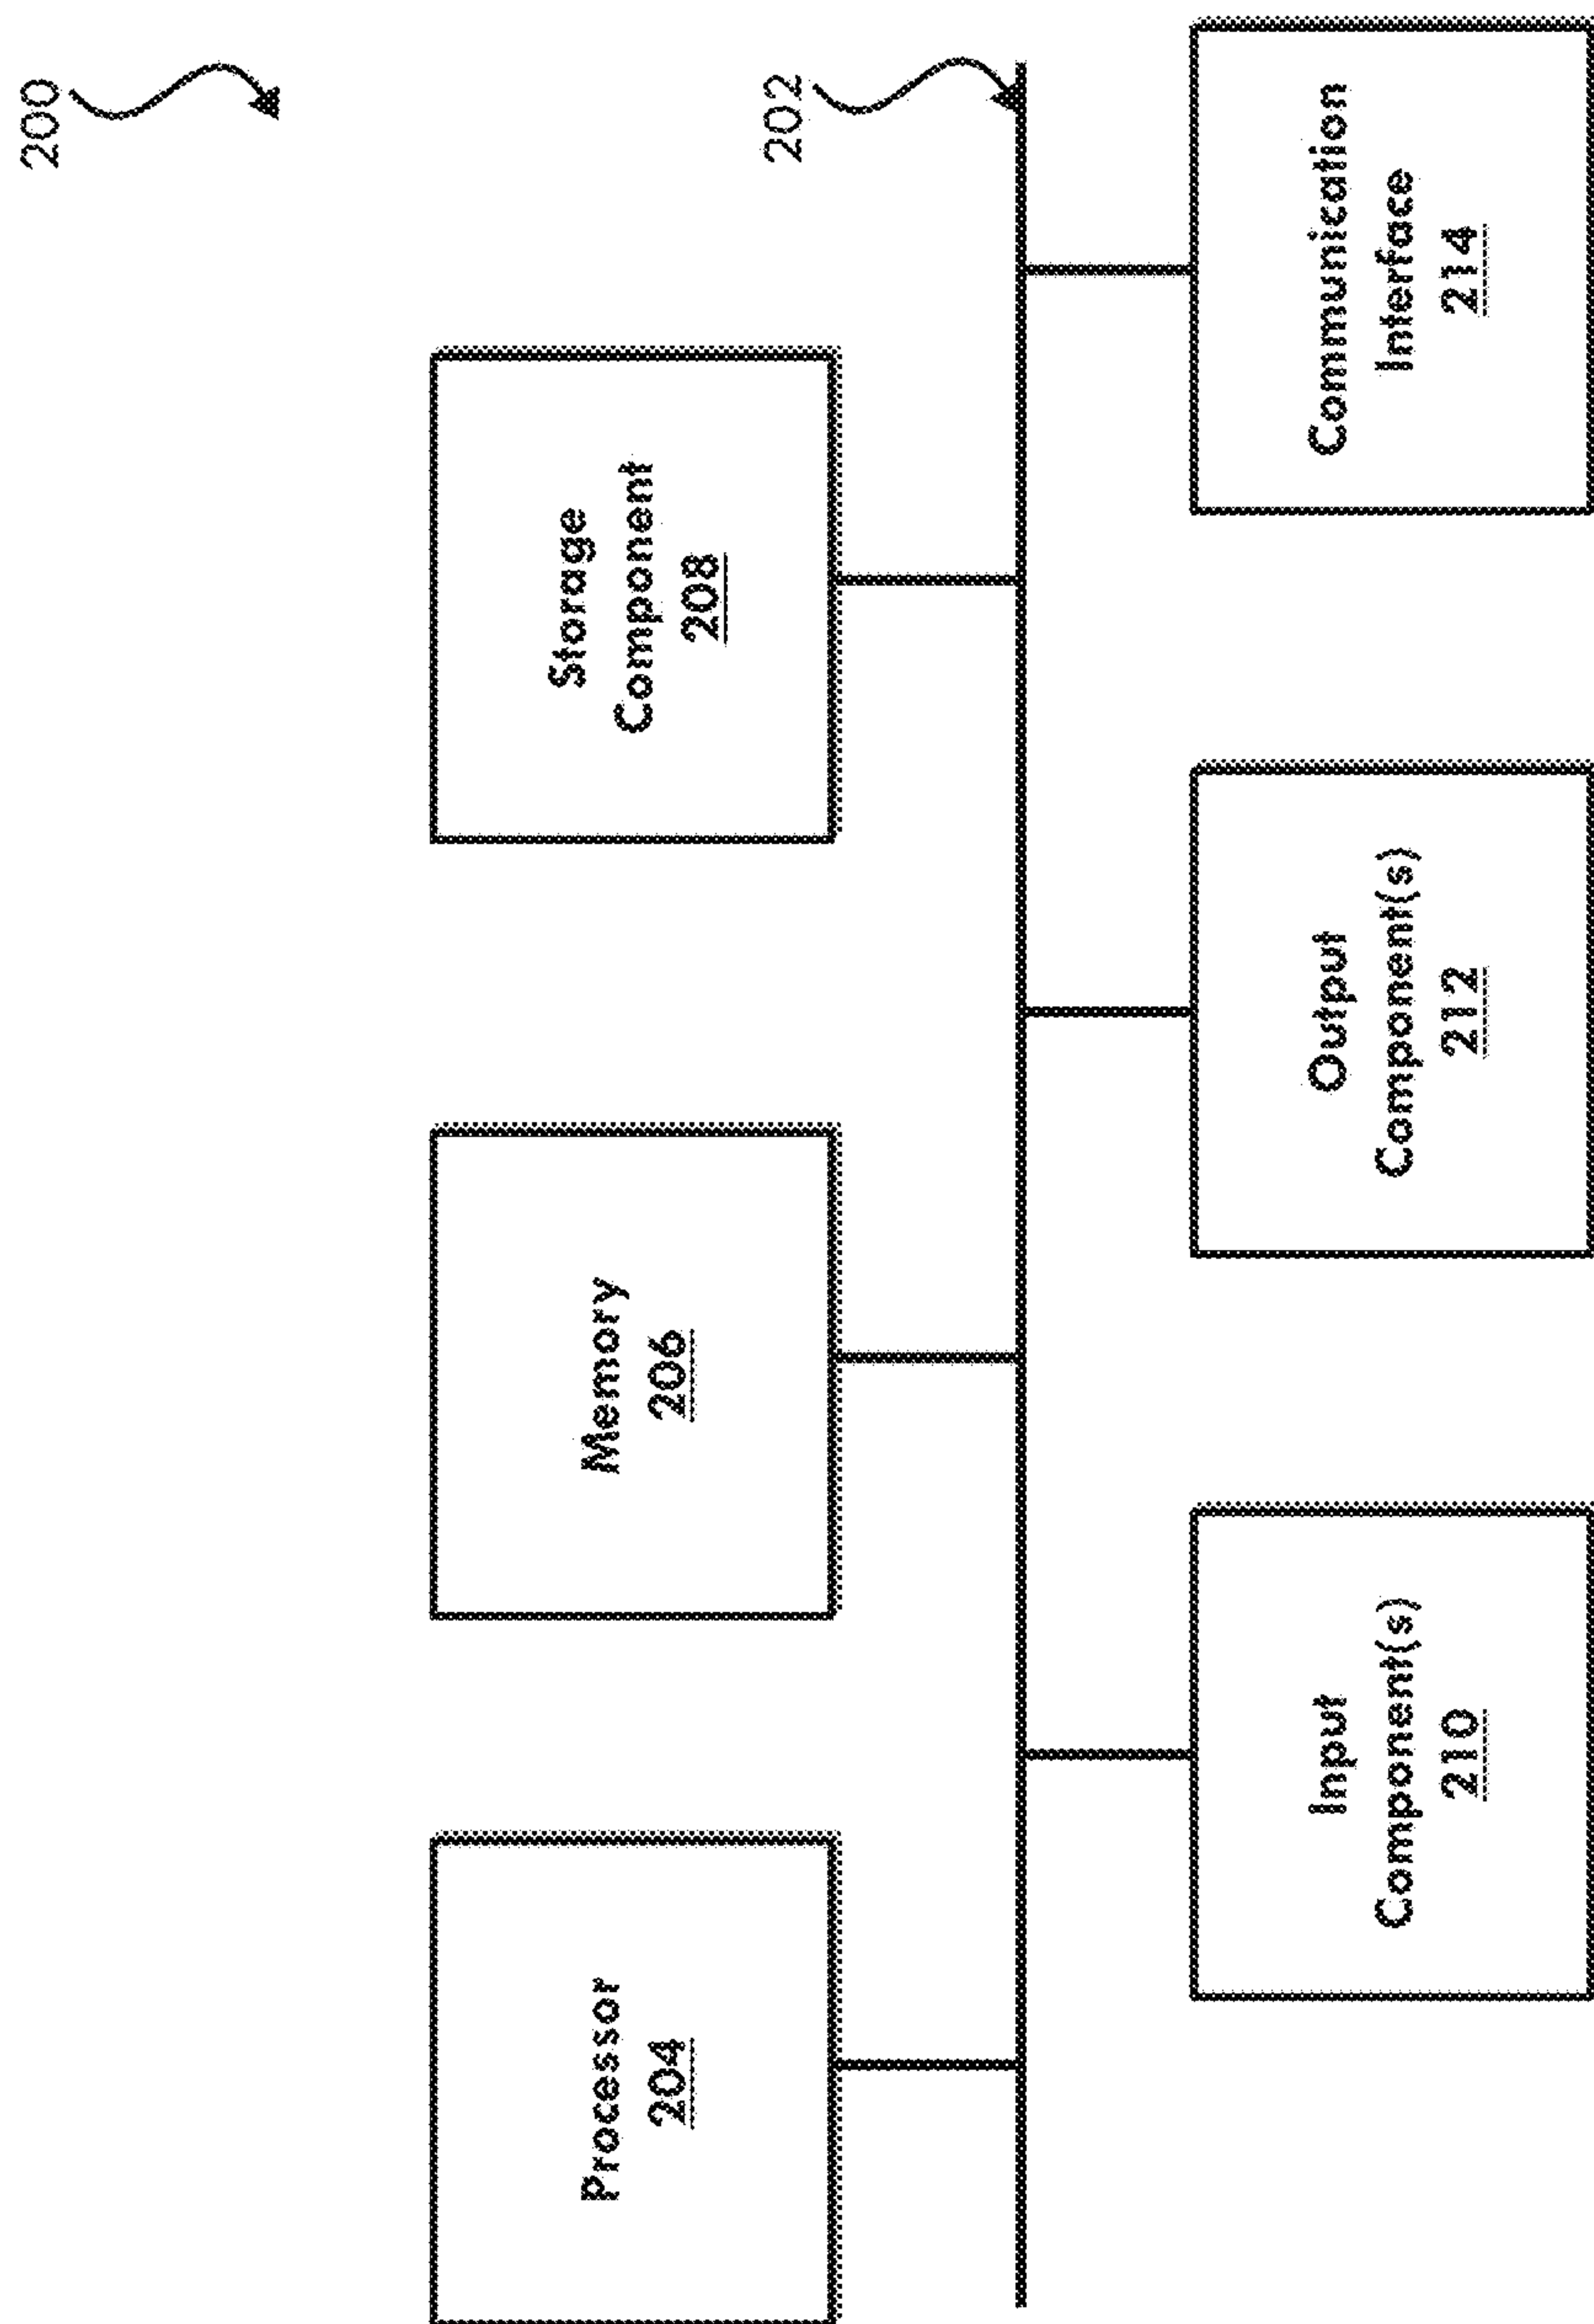 200
Processor
204
Memory
206
Storage
Component
208
202
Input
Component(s)
210
Output
Component(s)
212
Communication
Interface
214